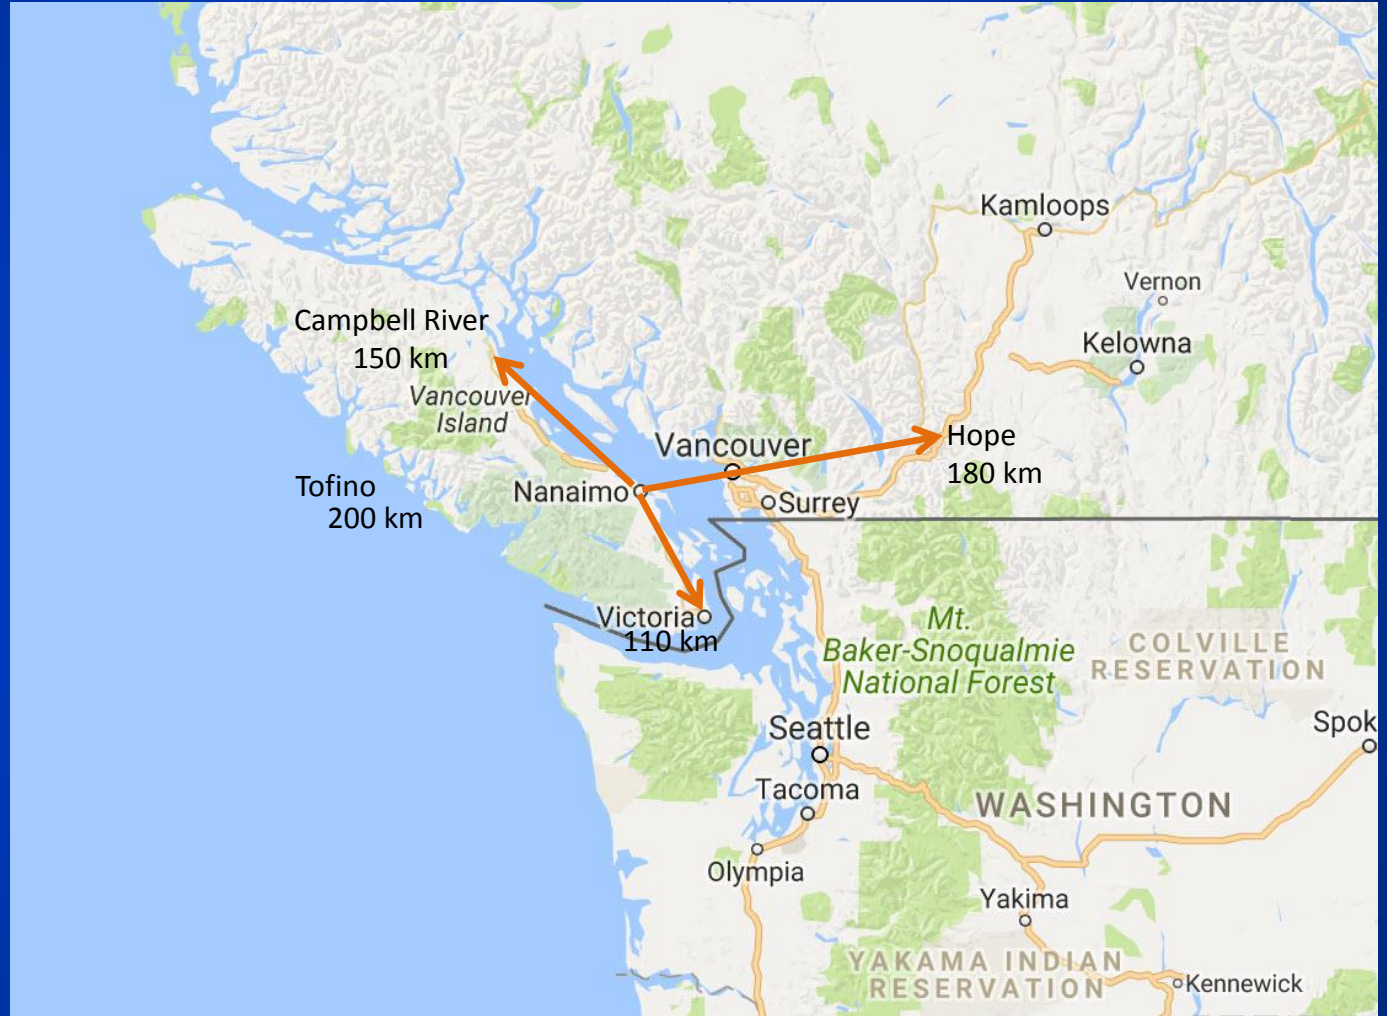 Kamloops
Vernon
Campbell River
150 km
Kelowna
Vancouver
Island
Vancouver
Hope
180 km
Tofino
200 km
Nanaimo
Surrey
Victoria
110 km
Mt.
Baker-Snoqualmie
National Forest
COLVILLE
RESERVATION
Seattle
Spok
Tacoma
WASHINGTON
Olympia
Yakima
YAKAMA INDIAN
RESERVATION
Kennewick